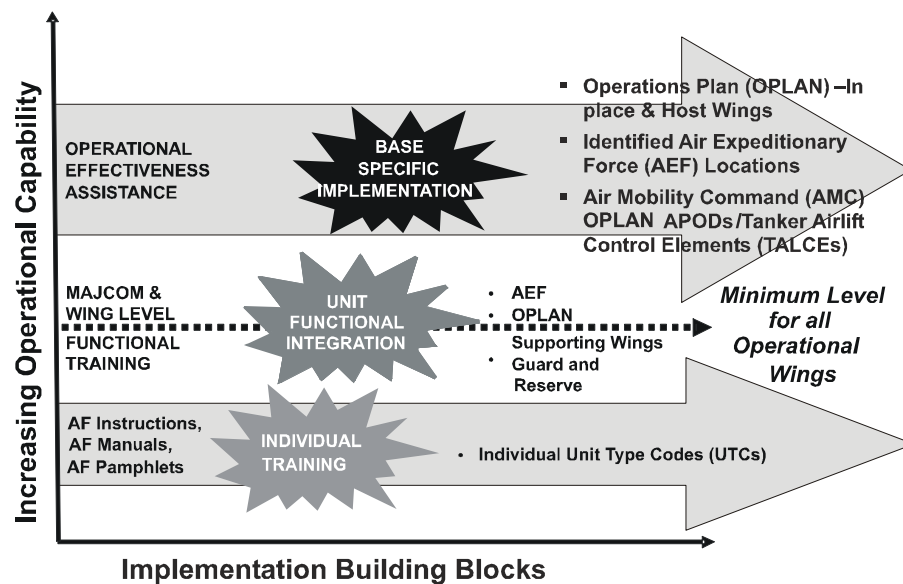 Increasing Operational Capability
OPERATIONAL
EFFECTIVENESS
ASSISTANCE
BASE
SPECIFIC
IMPLEMENTATION
▪ Operations Plan (OPLAN) –In
place & Host Wings
▪ Identified Air Expeditionary
Force (AEF) Locations
▪ Air Mobility Command (AMC)
OPLAN APODs/Tanker Airlift
Control Elements (TALCEs)
MAJCOM &
WING LEVEL
FUNCTIONAL
TRAINING
UNIT
FUNCTIONAL
INTEGRATION
• AEF
• OPLAN
Supporting Wings
• Guard and
Reserve
Minimum Level
for all
Operational
Wings
AF Instructions,
AF Manuals,
AF Pamphlets
INDIVIDUAL
TRAINING
• Individual Unit Type Codes (UTCs)
Implementation Building Blocks